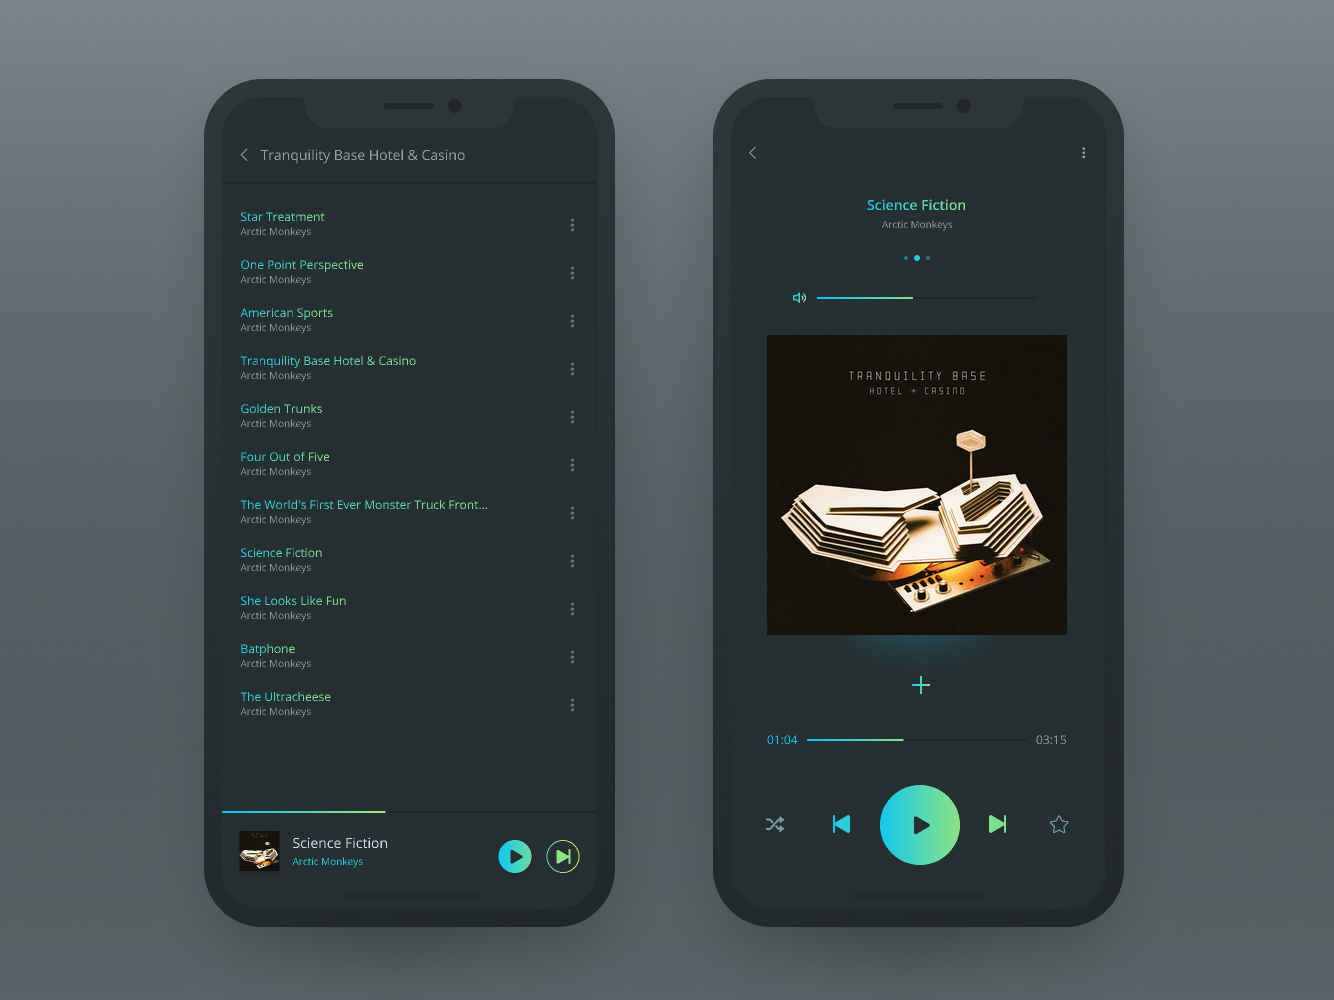 Tranquility Base Hotel & Casino
Star Treatment
Arctic Monkeys
One Point Perspective
Arctic Monkeys
American Sports
Arctic Monkeys
Tranquility Base Hotel & Casino
Arctic Monkeys
Golden Trunks
Arctic Monkeys
Four Out of Five
Arctic Monkeys
The World's First Ever Monster Truck Front...
Arctic Monkeys
Science Fiction
Arctic Monkeys
She Looks Like Fun
Arctic Monkeys
Batphone
Arctic Monkeys
The Ultracheese
Arctic Monkeys
Science Fiction
Arctic Monkeys
Science Fiction
Arctic Monkeys
TRANQUILITY BASE
HOTEL + CASINO
01:04 03:15